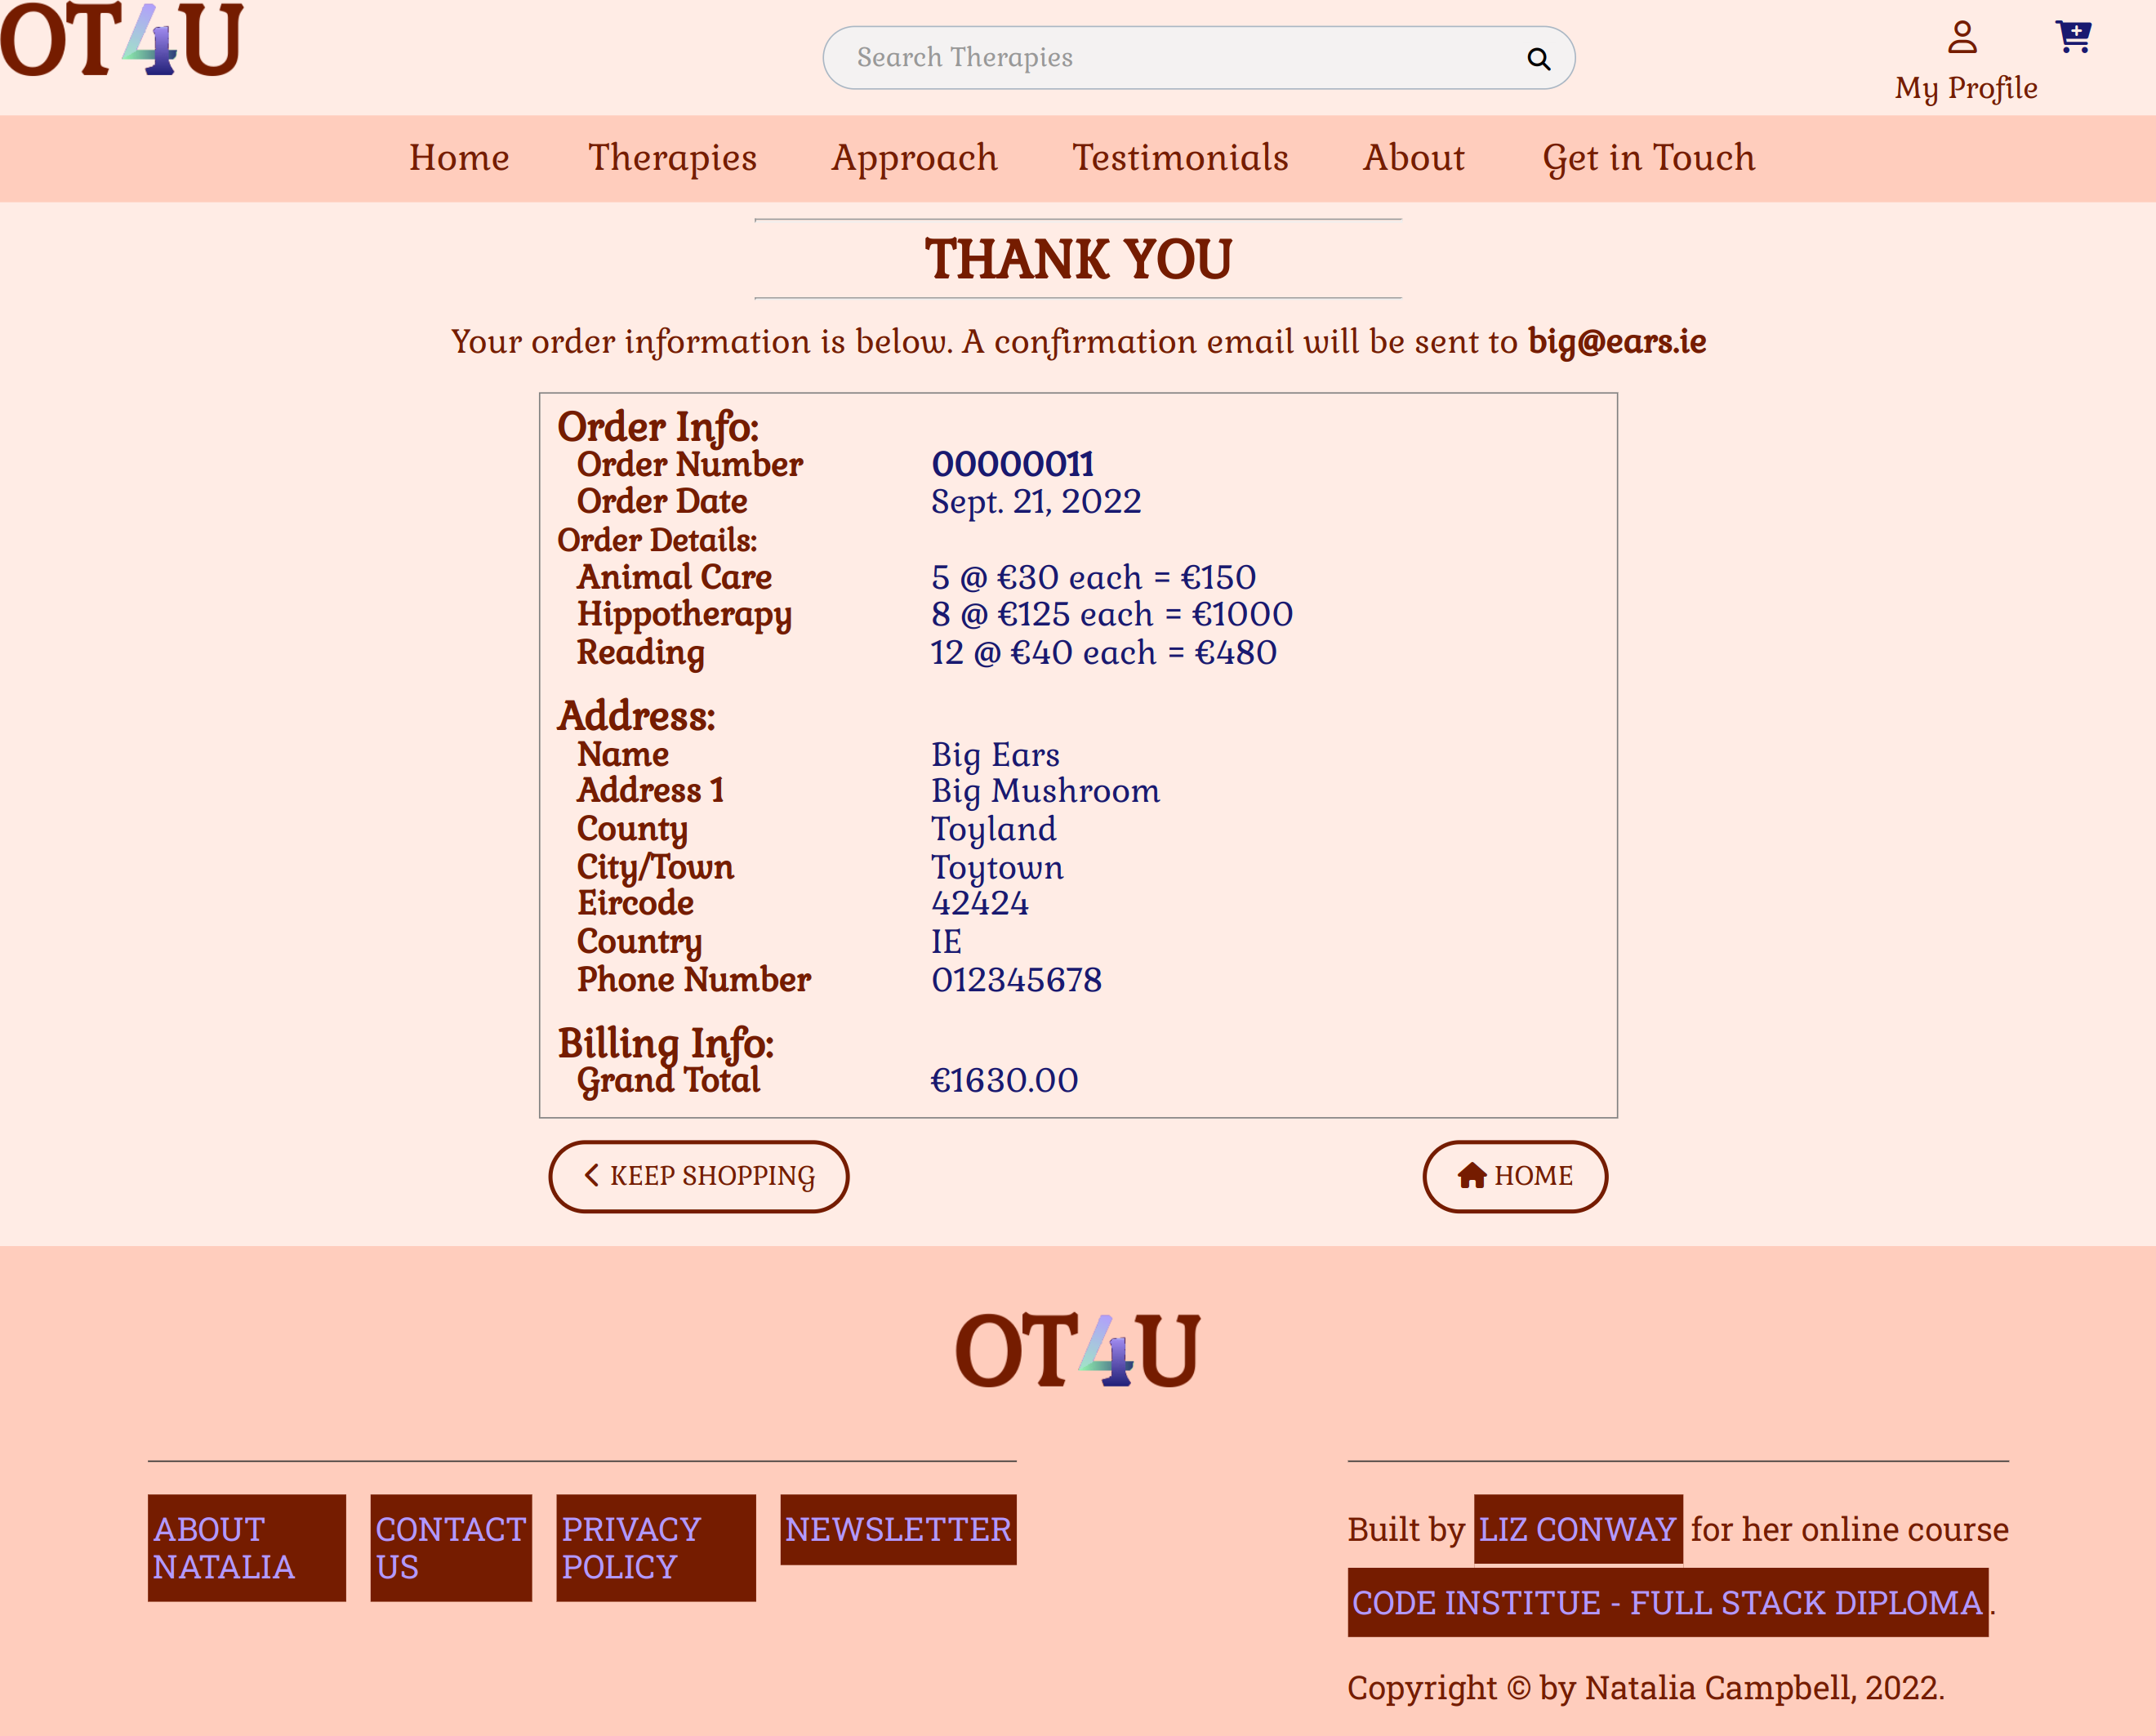 OT4U
Search Therapies
My Profile
Home Therapies Approach Testimonials About Get in Touch
THANK YOU
Your order information is below. A confirmation email will be sent to big@ears.ie
Order Info:
Order Number 00000011
Order Date Sept. 21, 2022
Order Details:
Animal Care 5 @ €30 each = €150
Hippotherapy 8 @ €125 each = €1000
Reading 12 @ €40 each = €480
Address:
Name Big Ears
Address 1 Big Mushroom
County Toyland
City/Town Toytown
Eircode 42424
Country IE
Phone Number 012345678
Billing Info:
Grand Total €1630.00
KEEP SHOPPING HOME
OT4U
ABOUT
NATALIA
CONTACT
US
PRIVACY
POLICY
NEWSLETTER
Built by LIZ CONWAY for her online course
CODE INSTITUE - FULL STACK DIPLOMA .
Copyright © by Natalia Campbell, 2022.